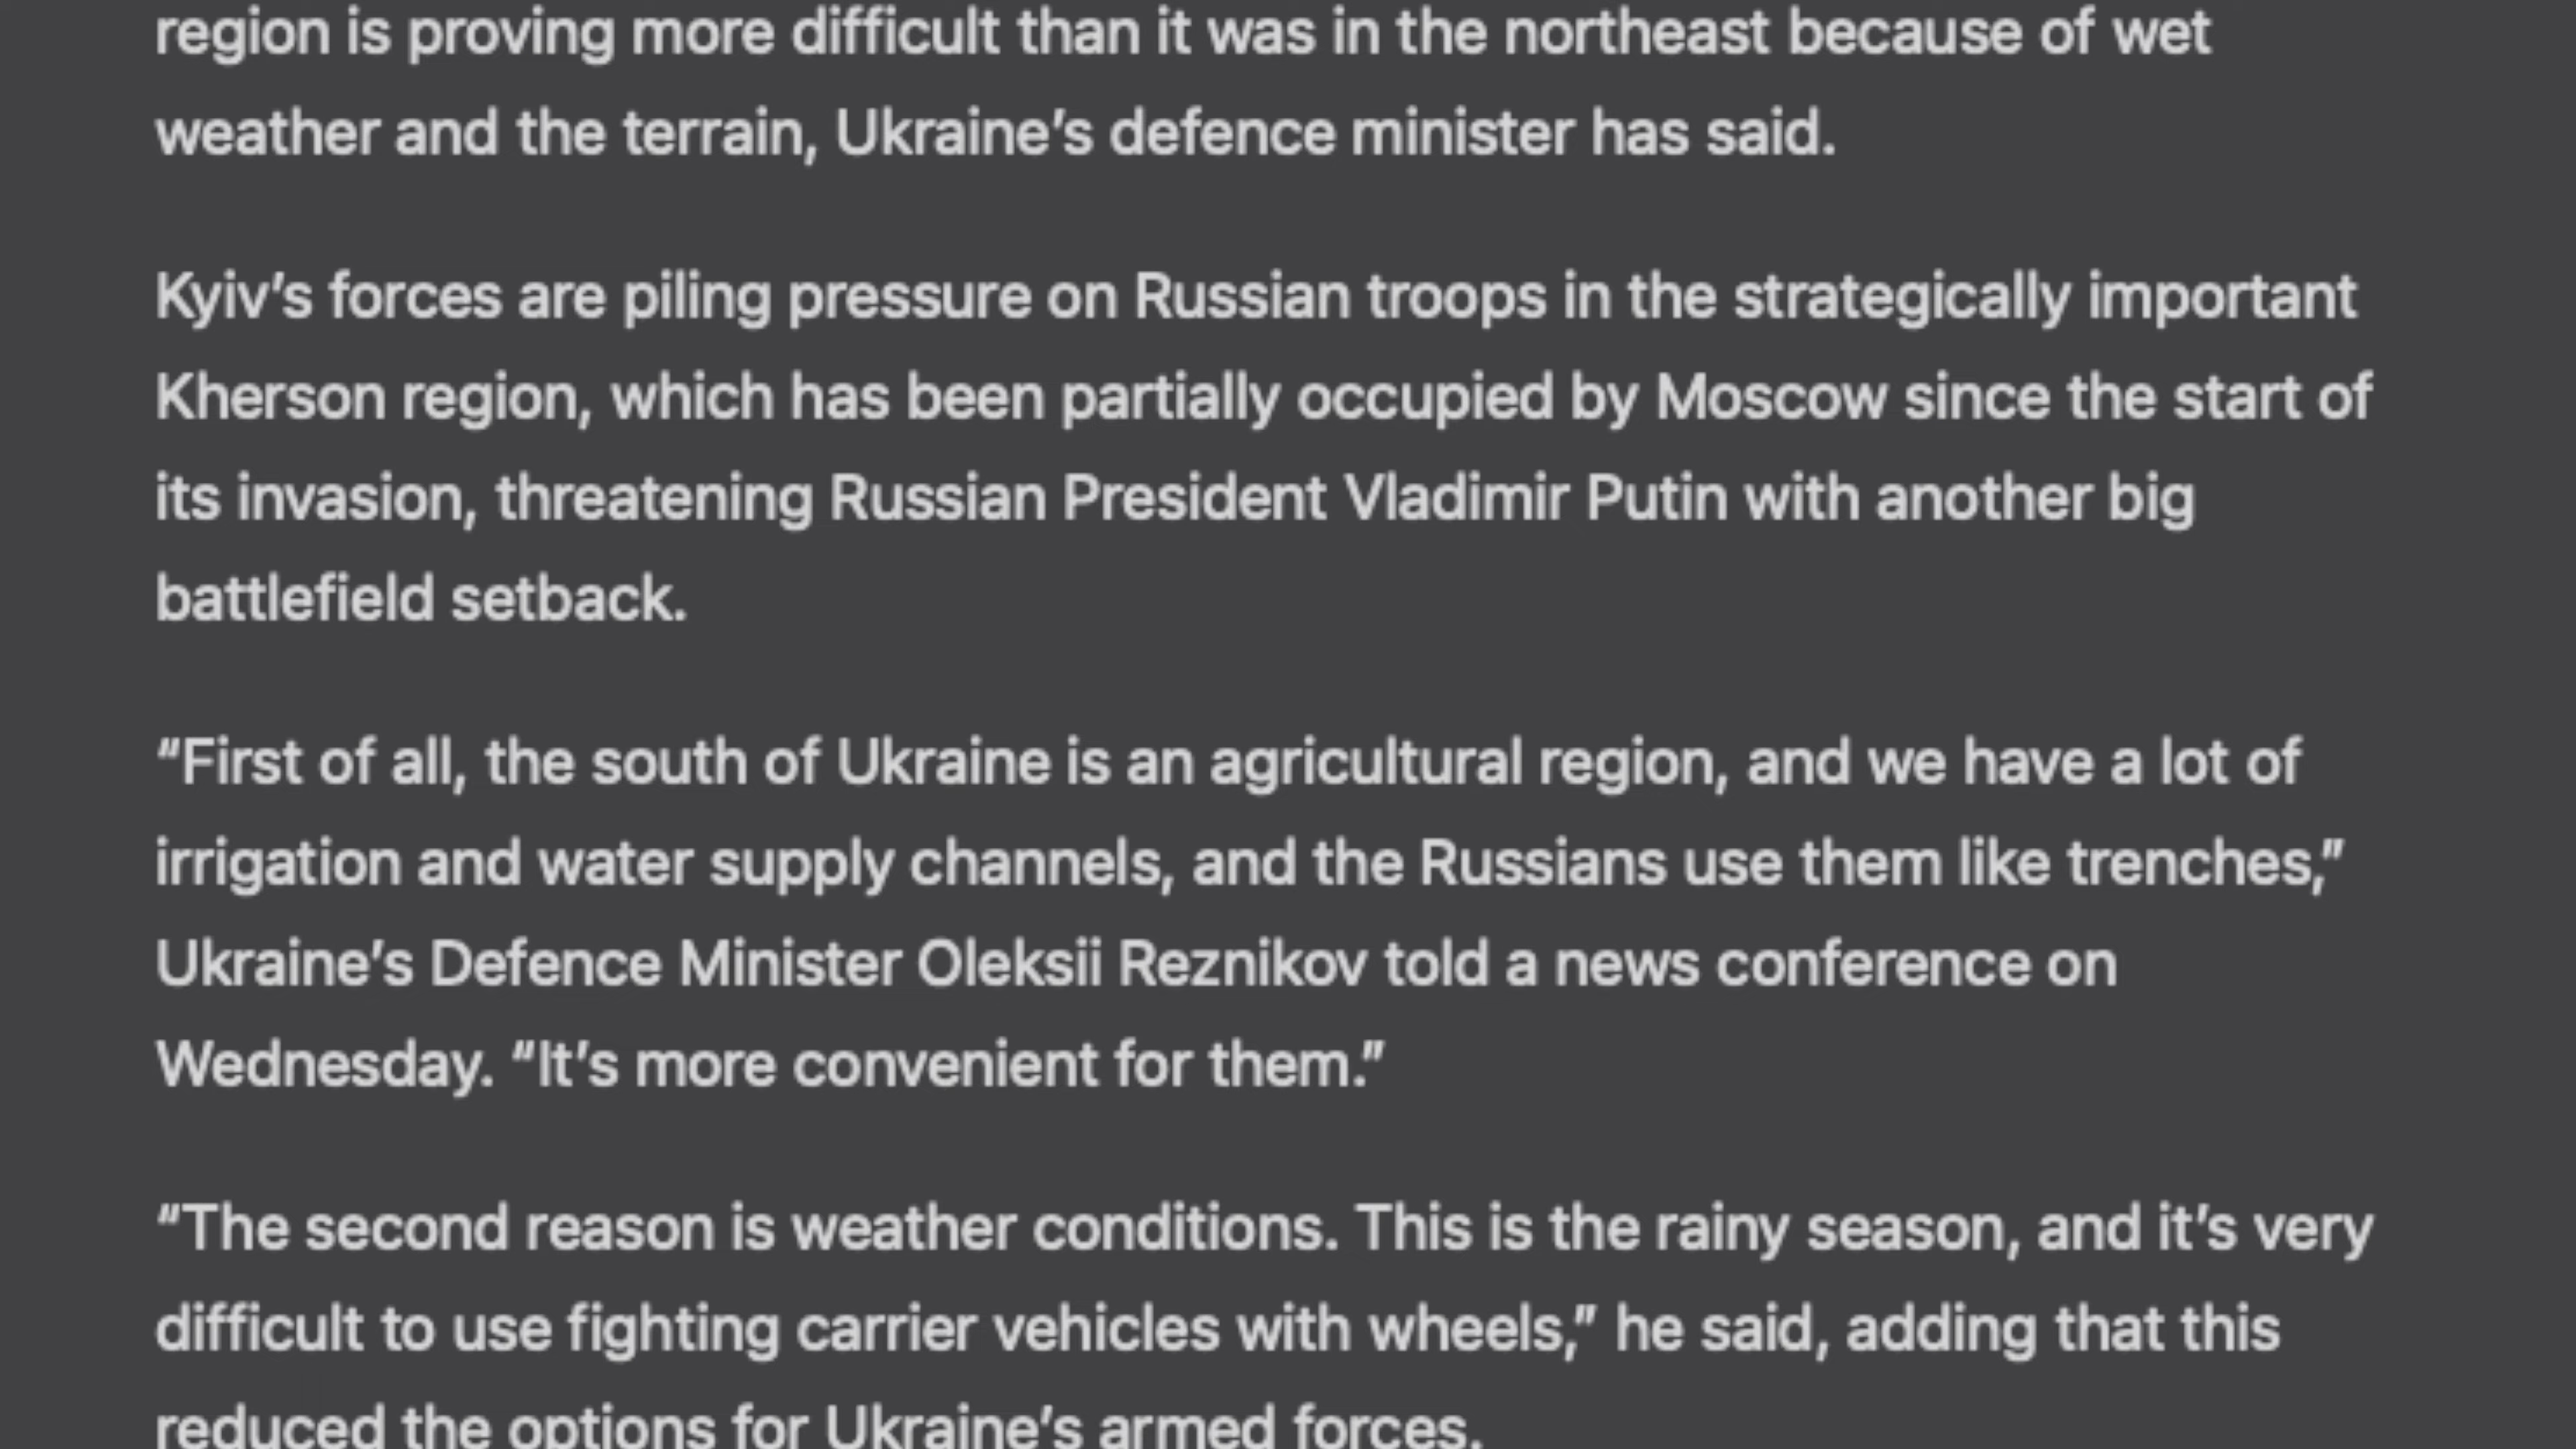 region is proving more difficult than it was in the northeast because of wet
weather and the terrain, Ukraine’s defence minister has said.
Kyiv’s forces are piling pressure on Russian troops in the strategically important
Kherson region, which has been partially occupied by Moscow since the start of
its invasion, threatening Russian President Vladimir Putin with another big
battlefield setback.
“First of all, the south of Ukraine is an agricultural region, and we have a lot of
irrigation and water supply channels, and the Russians use them like trenches,”
Ukraine’s Defence Minister Oleksii Reznikov told a news conference on
Wednesday. “It’s more convenient for them.”
“The second reason is weather conditions. This is the rainy season, and it’s very
difficult to use fighting carrier vehicles with wheels,” he said, adding that this
reduced the options for Ukraine’s armed forces.